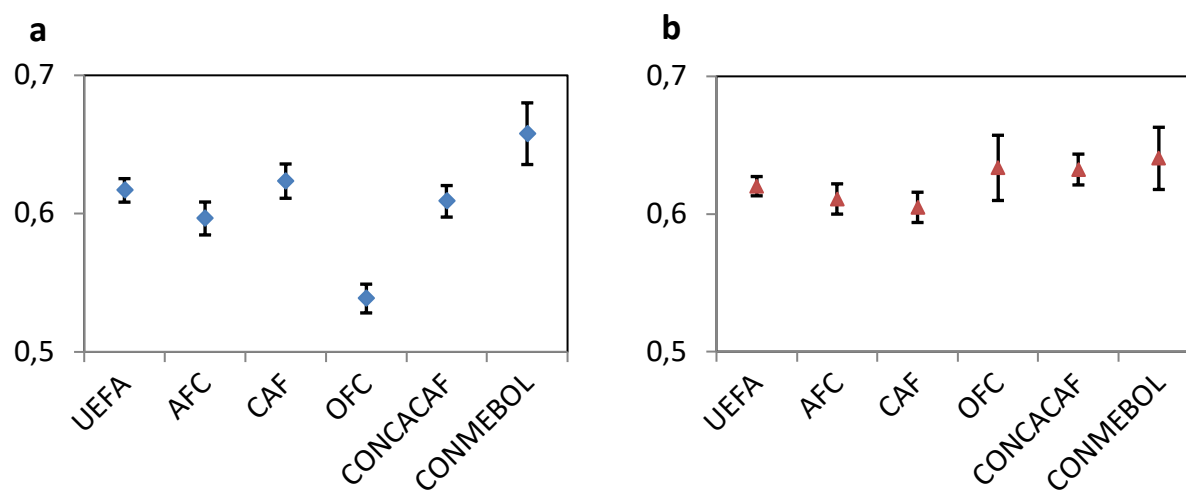 a
0,7
0,6
0,5
UEFA
AFC
CAF
OFC
CONCACAF
CONMEBOL
b
0,7
0,6
0,5
UEFA
AFC
CAF
OFC
CONCACAF
CONMEBOL